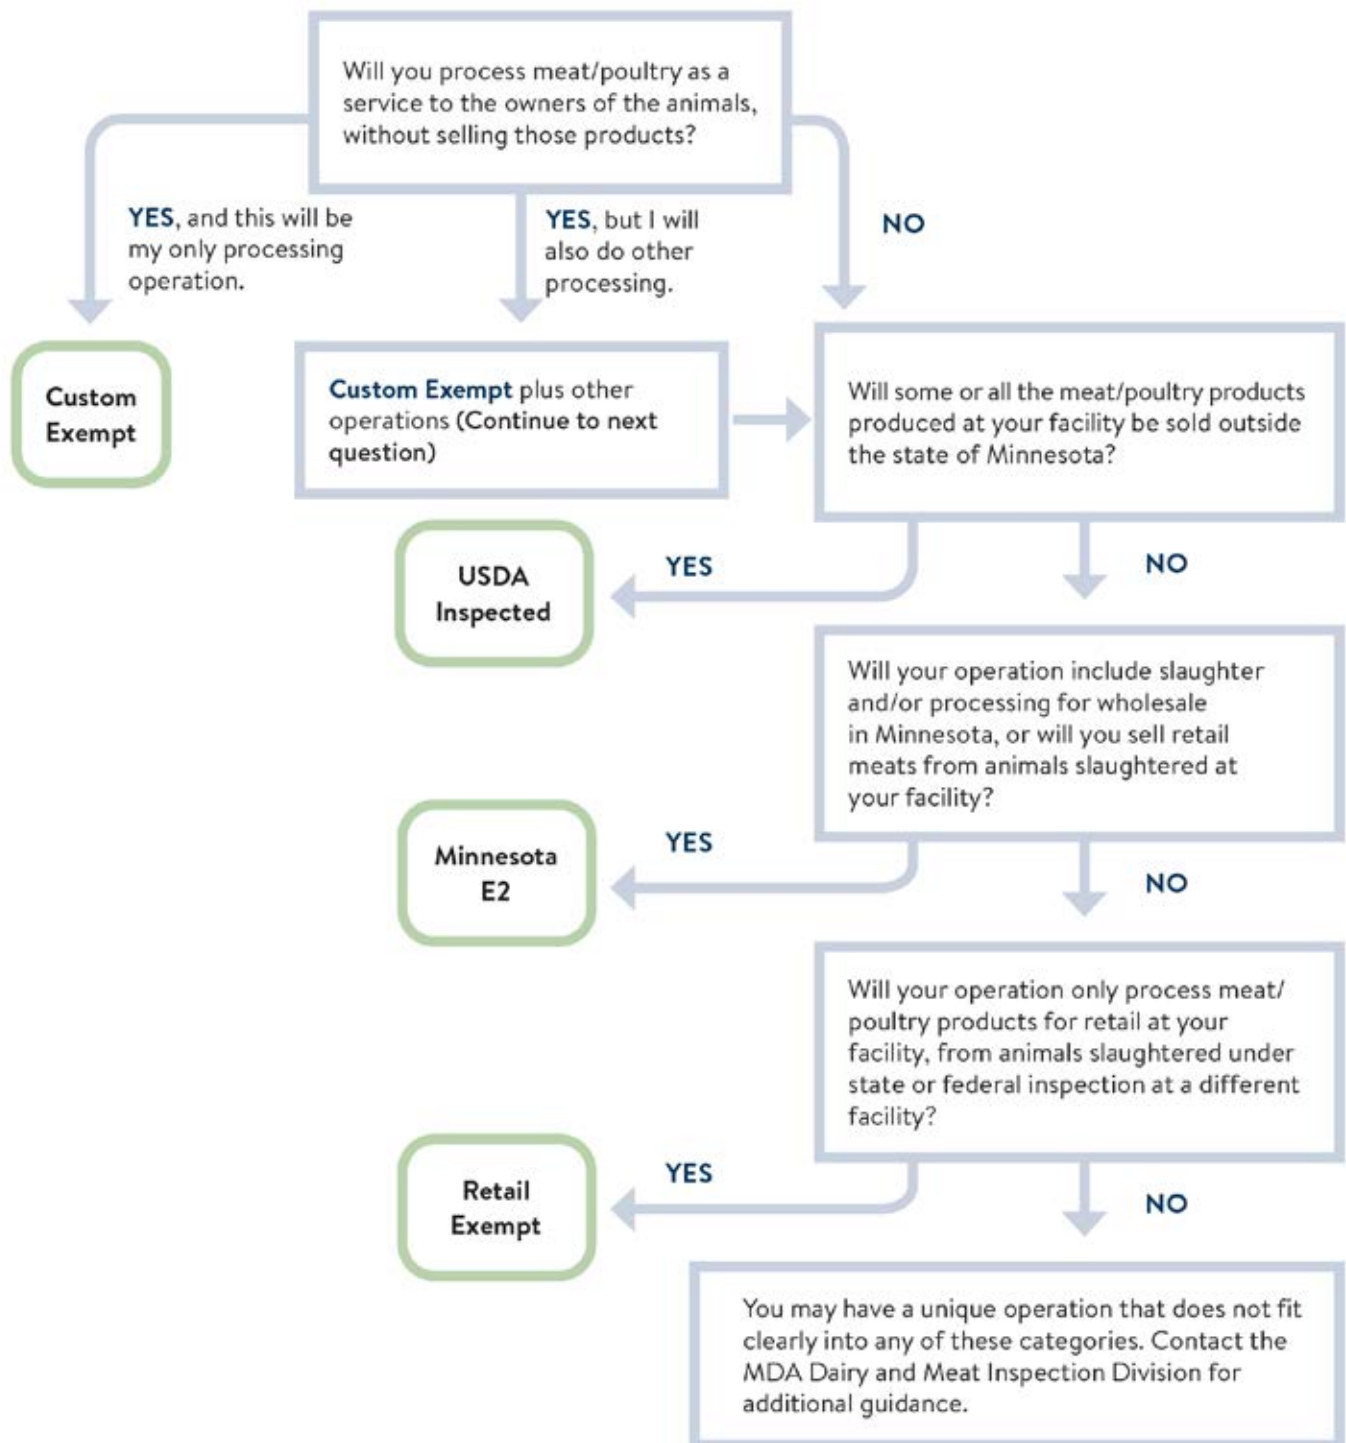 Will you process meat/poultry as a
service to the owners of the animals,
without selling those products?
YES, and this will be
my only processing
operation.
YES, but I will
also do other
processing.
NO
Custom
Exempt
Custom Exempt plus other
operations (Continue to next
question)
Will some or all the meat/poultry products
produced at your facility be sold outside
the state of Minnesota?
YES
NO
USDA
Inspected
Will your operation include slaughter
and/or processing for wholesale
in Minnesota, or will you sell retail
meats from animals slaughtered at
your facility?
YES
NO
Minnesota
E2
Will your operation only process meat/
poultry products for retail at your
facility, from animals slaughtered under
state or federal inspection at a different
facility?
YES
NO
Retail
Exempt
You may have a unique operation that does not fit
clearly into any of these categories. Contact the
MDA Dairy and Meat Inspection Division for
additional guidance.